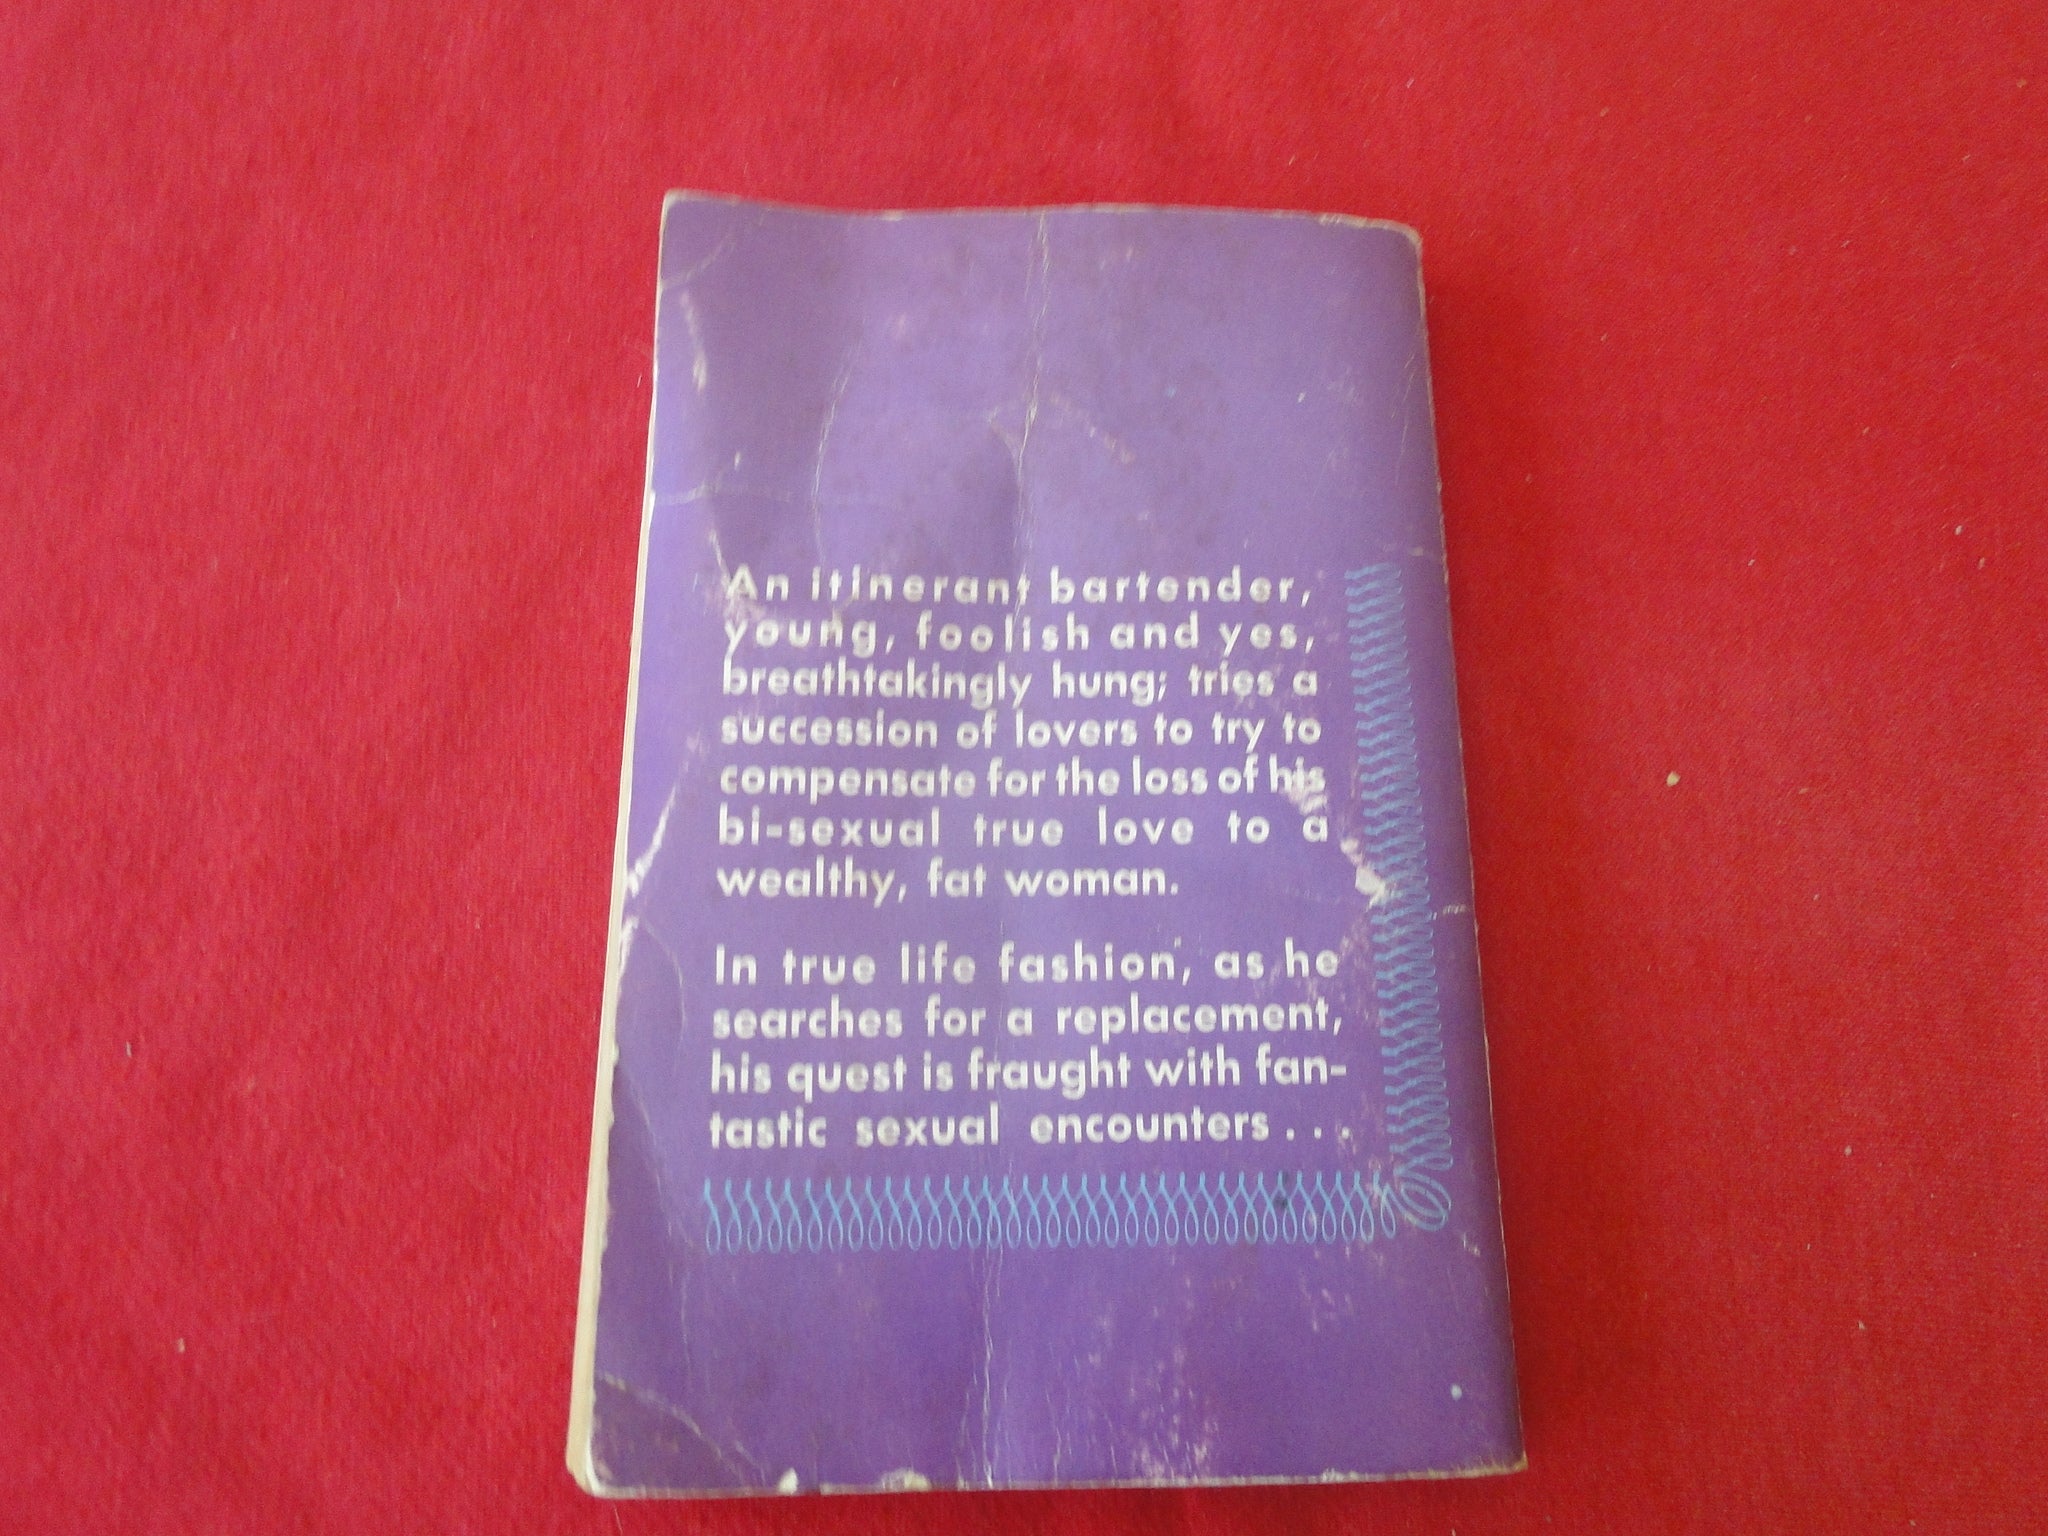 An itinerant bartender,
young, foolish and yes,
breathtakingly hung; tries a
succession of lovers to try to
compensate for the loss of his
bi-sexual true love to a
wealthy, fat woman.
In true life fashion, as he
searches for a replacement,
his quest is fraught with fan-
tastic sexual encounters...